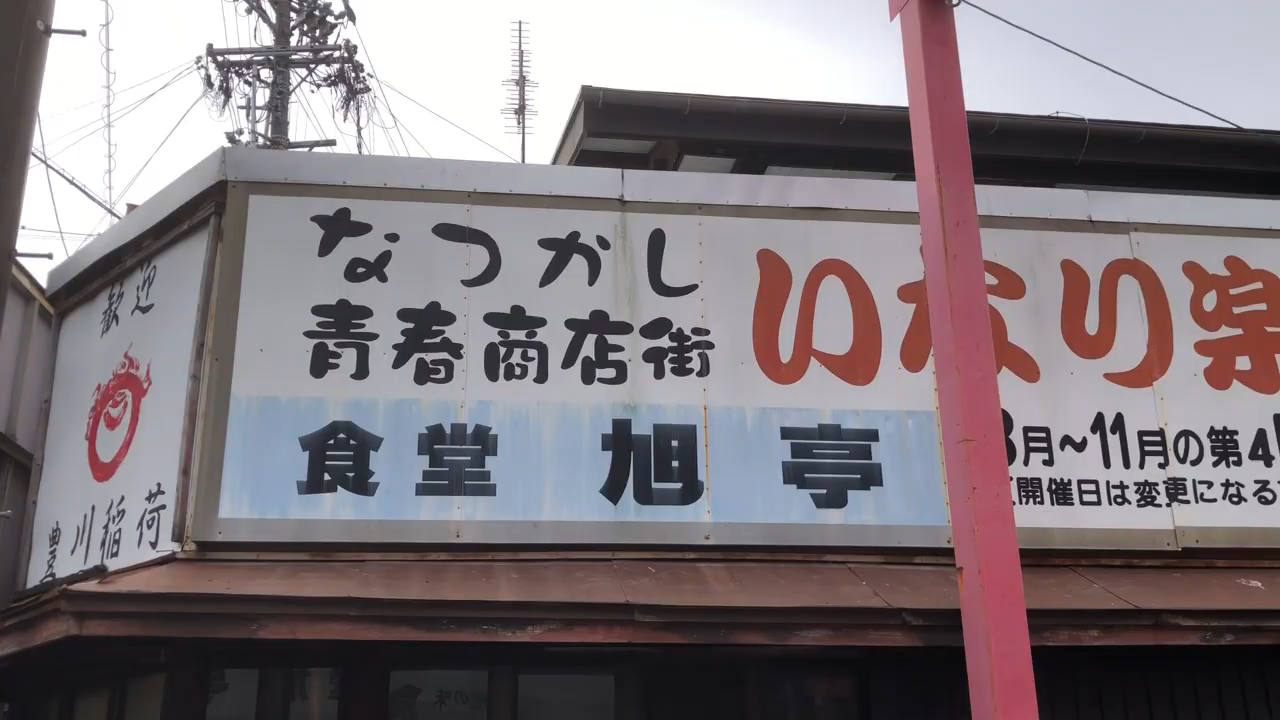 歓迎
豊川稲荷
なつかし
青春商店街
食堂 旭亭
いなり楽
3月~11月の第4
開催日は変更になる